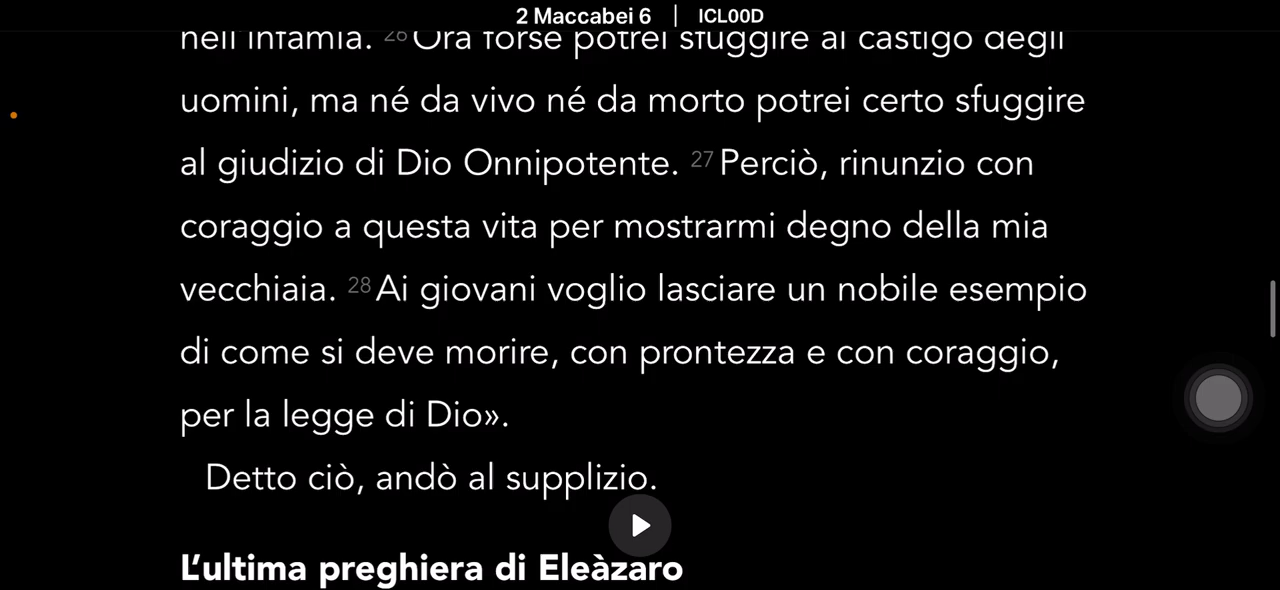 2 Maccabei 6 | ICL00D
nell'infamia. 26 Ora forse potrei sfuggire al castigo degli
uomini, ma né da vivo né da morto potrei certo sfuggire
al giudizio di Dio Onnipotente. 27 Perciò, rinunzio con
coraggio a questa vita per mostrarmi degno della mia
vecchiaia. 28 Ai giovani voglio lasciare un nobile esempio
di come si deve morire, con prontezza e con coraggio,
per la legge di Dio».
Detto ciò, andò al supplizio.
L'ultima preghiera di Eleàzaro